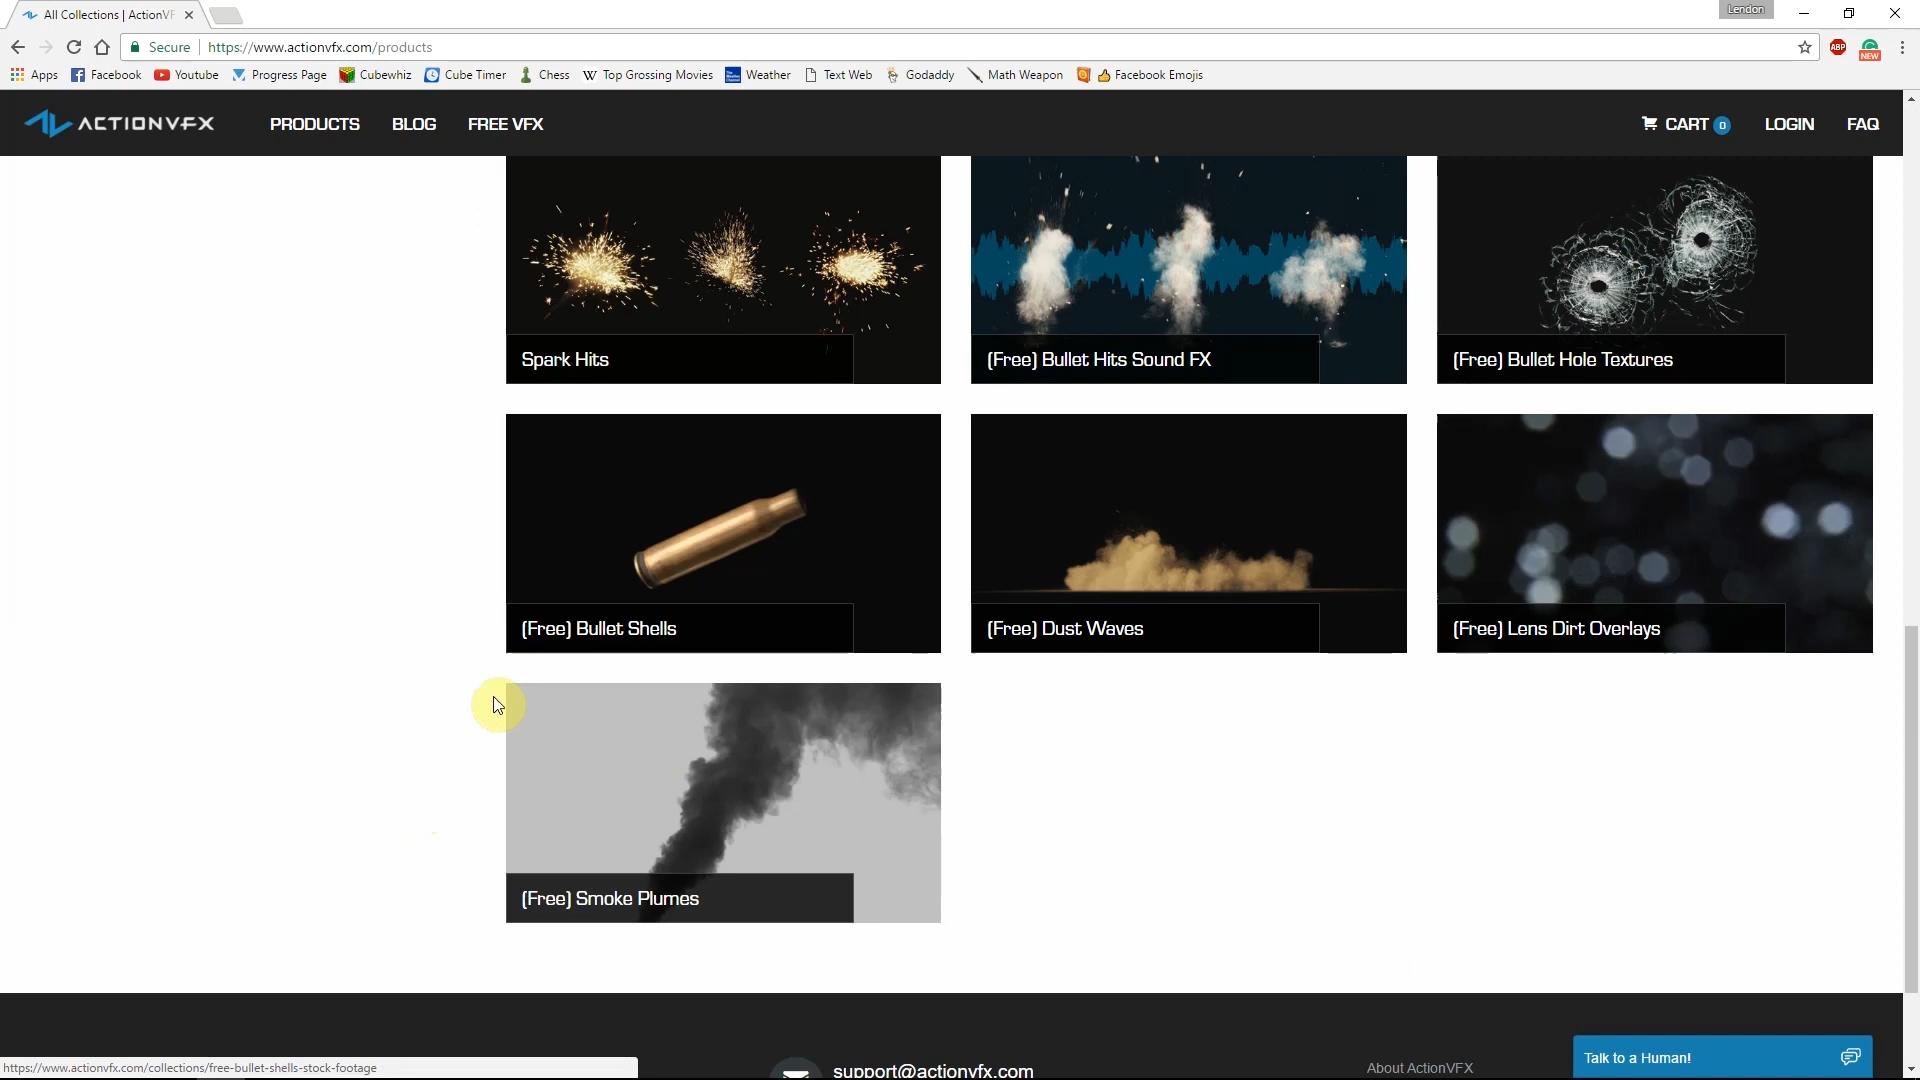 All Collections | ActionVF
Lendon
Secure
https://www.actionvfx.com/products
ABP
NEW
Apps
Facebook
Youtube
Progress Page
Cubewhiz
Cube Timer
Chess
W Top Grossing Movies
Weather
Text Web
Godaddy
Math Weapon
Facebook Emojis
ACTIONVFX
PRODUCTS
BLOG
FREE VFX
CART 0
LOGIN
FAQ
Spark Hits
(Free) Bullet Hits Sound FX
(Free) Bullet Hole Textures
(Free) Bullet Shells
(Free) Dust Waves
(Free) Lens Dirt Overlays
(Free) Smoke Plumes
https://www.actionvfx.com/collections/free-bullet-shells-stock-footage
support@actionvfx.com
About ActionVFX
Talk to a Human!